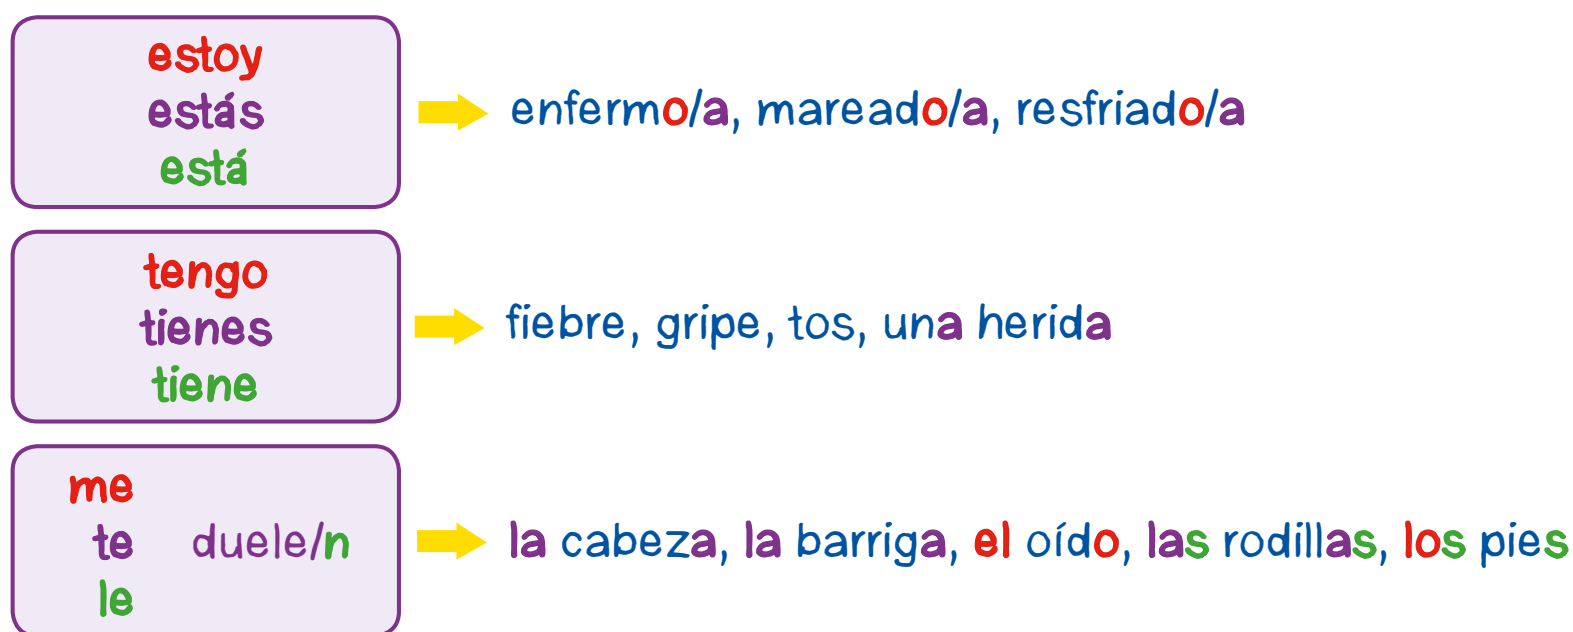 estoy
estás
está
enfermo/a, mareado/a, resfriado/a
tengo
tienes
tiene
fiebre, gripe, tos, una herida
me
te duele/n
le
la cabeza, la barriga, el oído, las rodillas, los pies